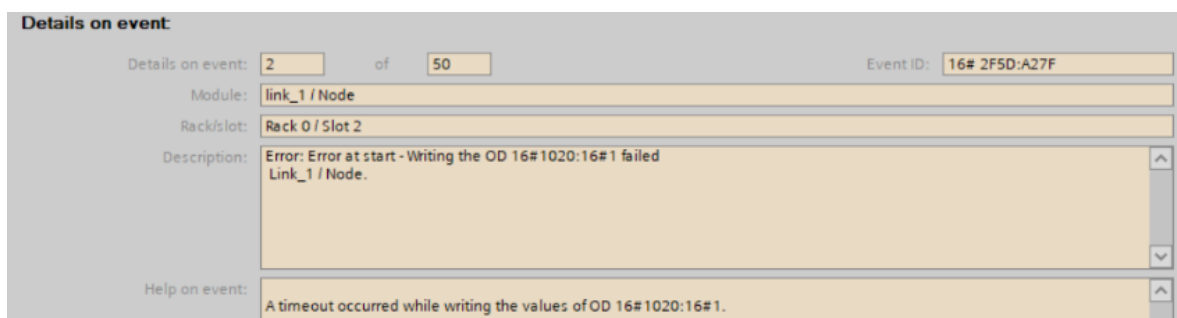 Details on event:
Details on event: 2 of 50 Event ID: 16# 2F5D:A27F
Module: link_1 / Node
Rack/slot: Rack 0 / Slot 2
Description: Error: Error at start - Writing the OD 16#1020:16#1 failed
Link_1 / Node.
Help on event:
A timeout occurred while writing the values of OD 16#1020:16#1.